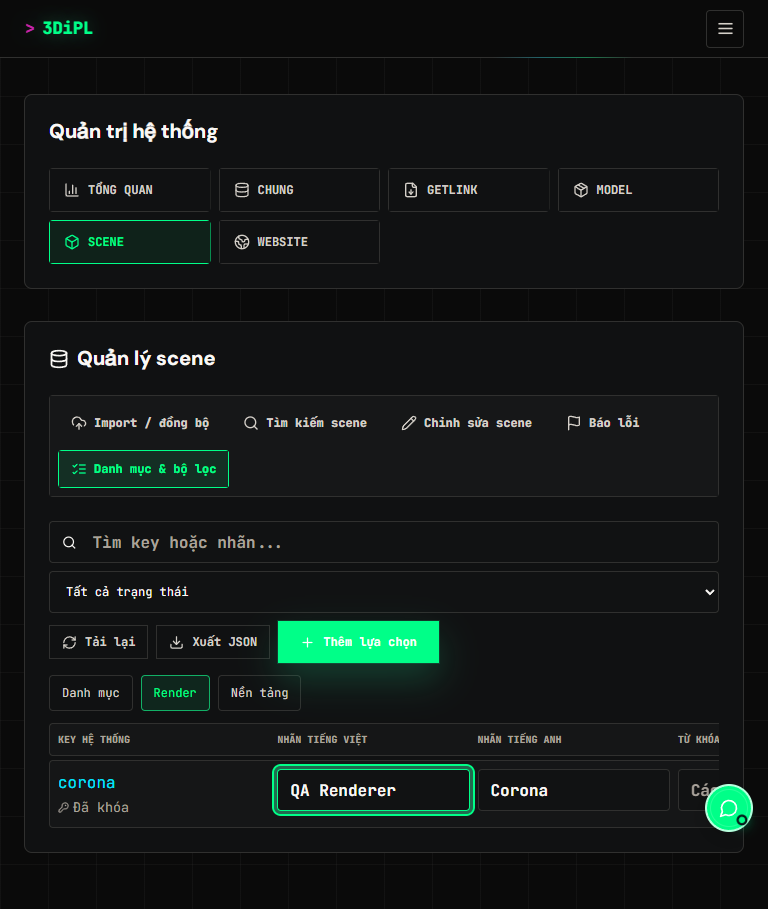 > 3DiPL
Quản trị hệ thống
TỔNG QUAN
CHUNG
GETLINK
MODEL
SCENE
WEBSITE
Quản lý scene
Import / đồng bộ
Tìm kiếm scene
Chỉnh sửa scene
Báo lỗi
Danh mục & bộ lọc
Tìm key hoặc nhãn...
Tất cả trạng thái
Tải lại
Xuất JSON
Thêm lựa chọn
Danh mục
Render
Nền tảng
KEY HỆ THỐNG NHÃN TIẾNG VIỆT NHÃN TIẾNG ANH TỪ KHÓA
corona
QA Renderer
Corona
Đã khóa